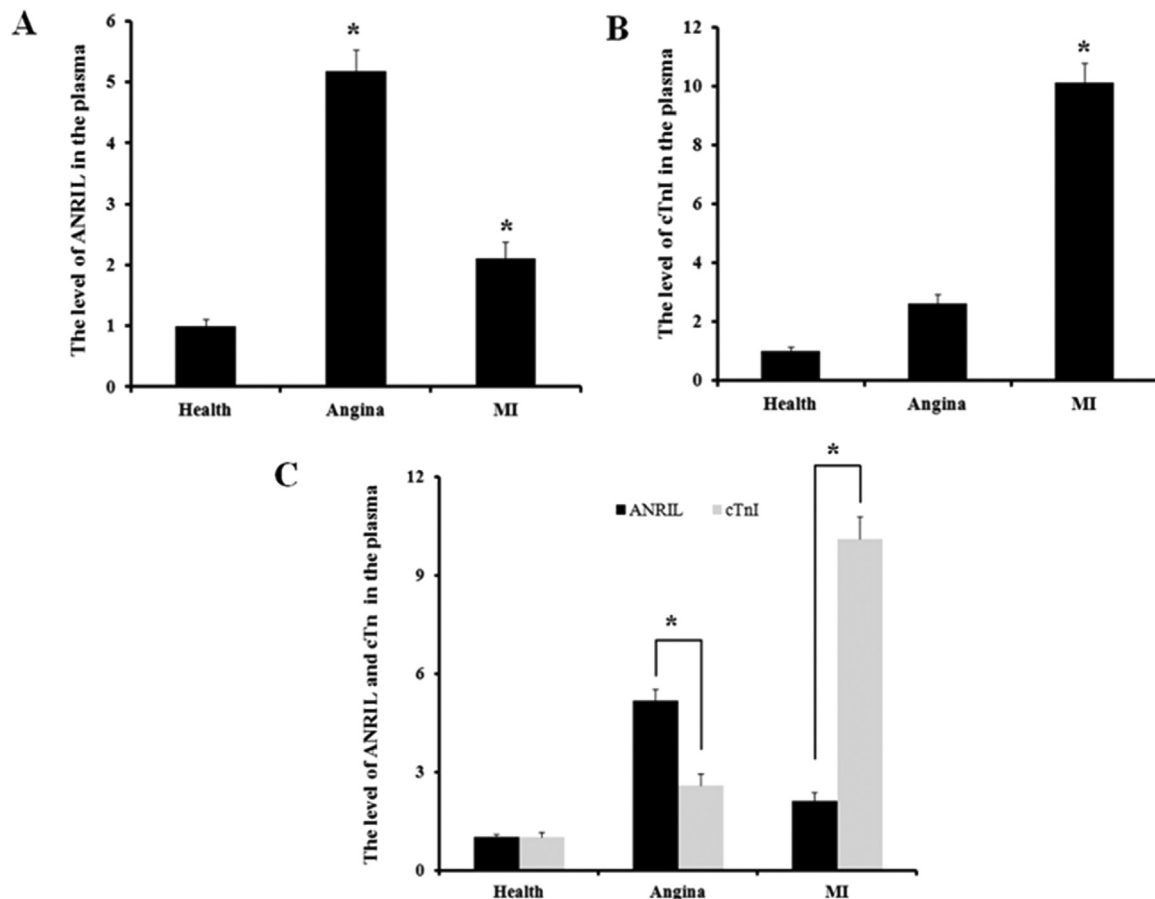 A
The level of ANRIL in the plasma
6
5
4
3
2
1
0
*
*
Health Angina MI
B
The level of cTnI in the plasma
12
10
8
6
4
2
0
*
Health Angina MI
C
The level of ANRIL and cTn in the plasma
12
9
6
3
0
ANRIL cTnI
*
*
Health Angina MI